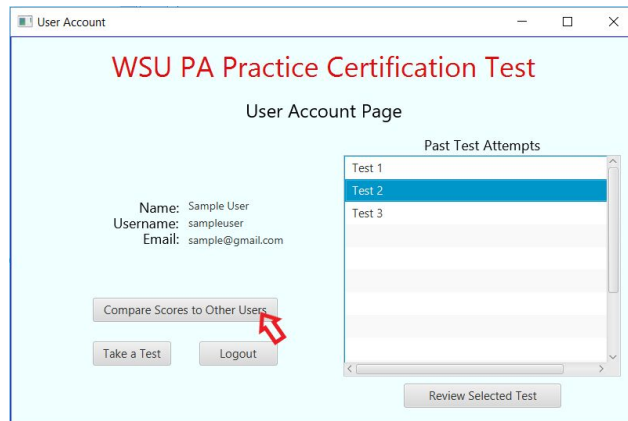 User Account
WSU PA Practice Certification Test
User Account Page
Past Test Attempts
Test 1
Test 2
Test 3
Name: Sample User
Username: sampleuser
Email: sample@gmail.com
Compare Scores to Other Users
Take a Test
Logout
Review Selected Test